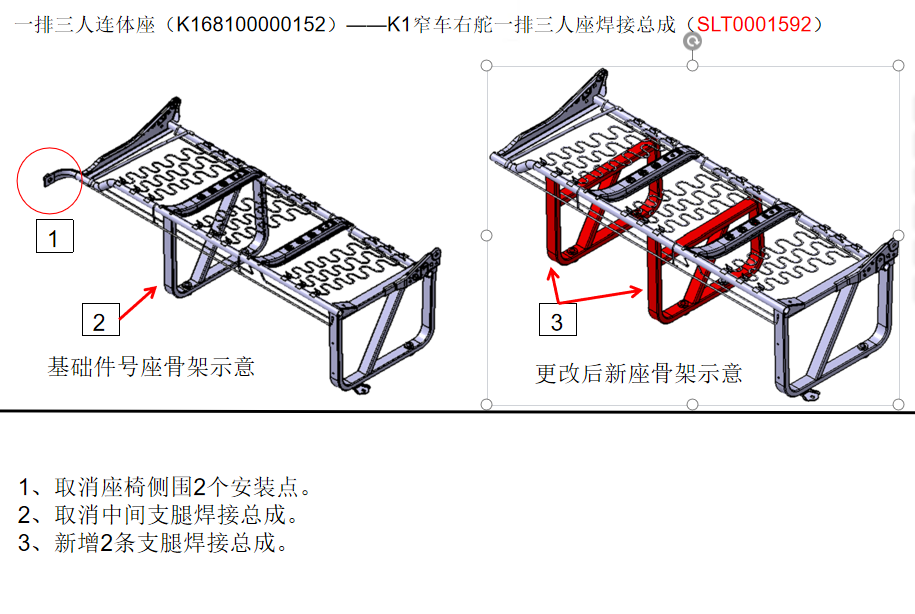 一排三人连体座（K168100000152）——K1窄车右舵一排三人座焊接总成（SLT0001592）
1
2
基础件号座骨架示意
3
更改后新座骨架示意
1、取消座椅侧围2个安装点。
2、取消中间支腿焊接总成。
3、新增2条支腿焊接总成。